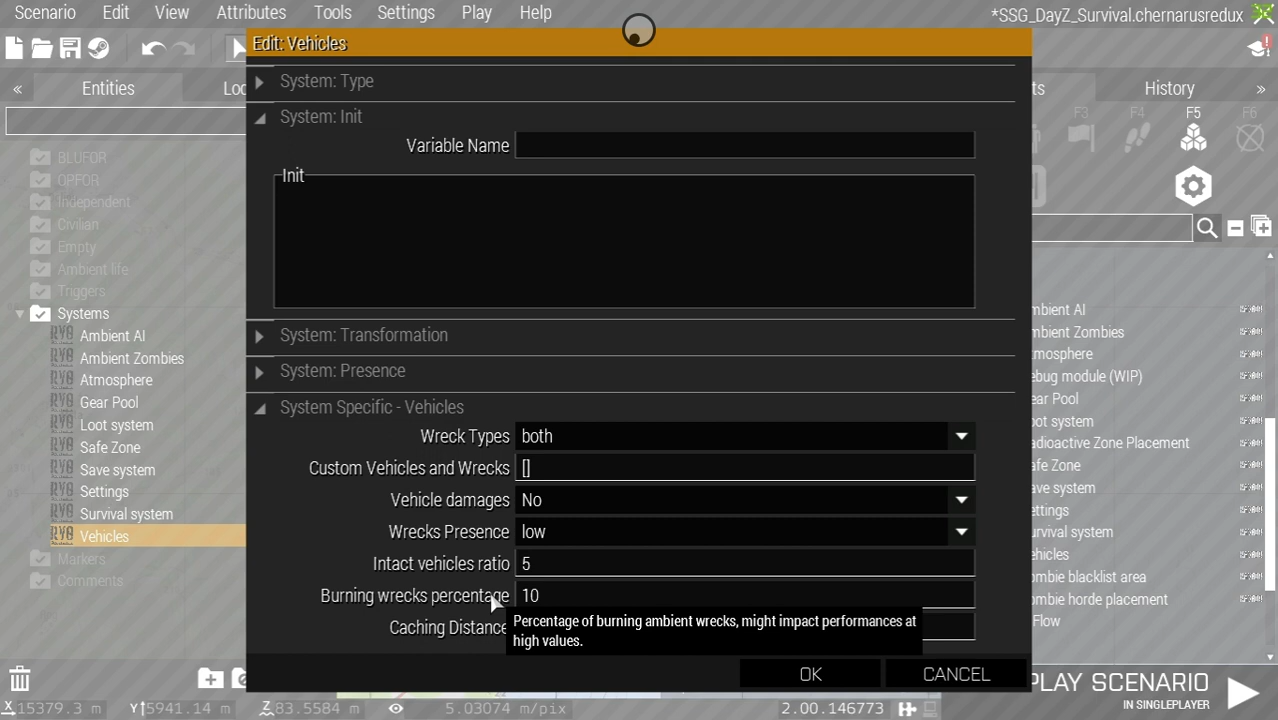 Scenario Edit View Attributes Tools Settings Play Help
*SSG_DayZ_Survival.chernarusredux
Edit: Vehicles
« Entities
History »
System: Type
System: Init
Variable Name
Init
F3 F4 F5 F6
BLUFOR
OPFOR
Independent
Civilian
Empty
Ambient life
Triggers
Systems
Ambient AI
Ambient Zombies
Atmosphere
Gear Pool
Loot system
Safe Zone
Save system
Settings
Survival system
Vehicles
Markers
Comments
System: Transformation
System: Presence
System Specific - Vehicles
Wreck Types both
Custom Vehicles and Wrecks []
Vehicle damages No
Wrecks Presence low
Intact vehicles ratio 5
Burning wrecks percentage 10
Caching Distance
Percentage of burning ambient wrecks, might impact performances at
high values.
OK CANCEL
mbient AI
mbient Zombies
mosphere
ebug module (WIP)
ear Pool
oot system
adioactive Zone Placement
afe Zone
ave system
ettings
urvival system
ehicles
ombie blacklist area
ombie horde placement
Flow
PLAY SCENARIO
IN SINGLEPLAYER
X 15379.3 m Y 5941.14 m Z 83.5584 m 5.03074 m/pix 2.00.146773